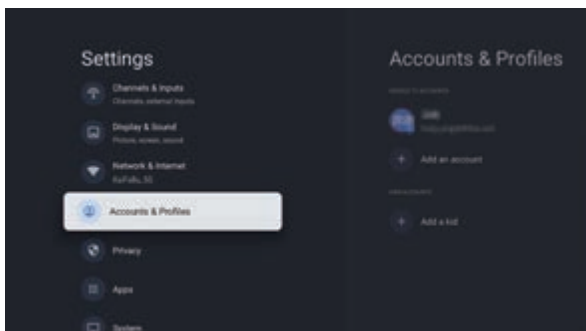 Settings
Channels & Inputs
Channels, external inputs
Display & Sound
Picture, screen, sound
Network & Internet
Accounts & Profiles
Privacy
Apps
System
Accounts & Profiles
Add an account
Add a kid